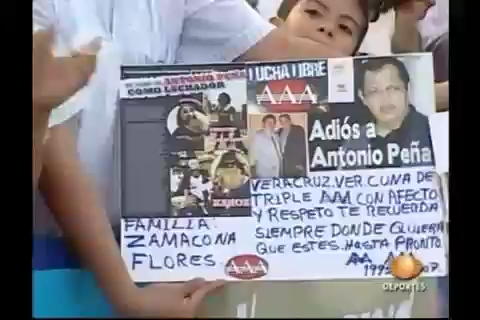 ANTONIO PEÑA
COMO LUCHADOR
LUCHA LIBRE
AAA
Adiós a
Antonio Peña
KAHOZ
FAMILIA:
ZAMACONA
FLORES.
VERACRUZ. VER. CUNA DE
TRIPLE AAA CON AFECTO
Y RESPETO TE RECUERDA
SIEMPRE DONDE QUIERA
QUE ESTES. HASTA PRONTO
AAA
DEPORTES